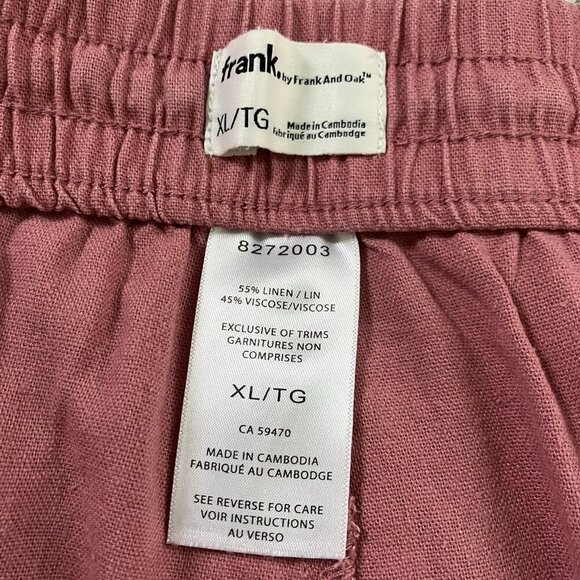 frank.
by Frank And Oak™
XL/TG
Made in Cambodia
fabriqué au Cambodge
8272003
55% LINEN / LIN
45% VISCOSE/VISCOSE
EXCLUSIVE OF TRIMS
GARNITURES NON
COMPRISES
XL/TG
CA 59470
MADE IN CAMBODIA
FABRIQUÉ AU CAMBODGE
SEE REVERSE FOR CARE
VOIR INSTRUCTIONS
AU VERSO